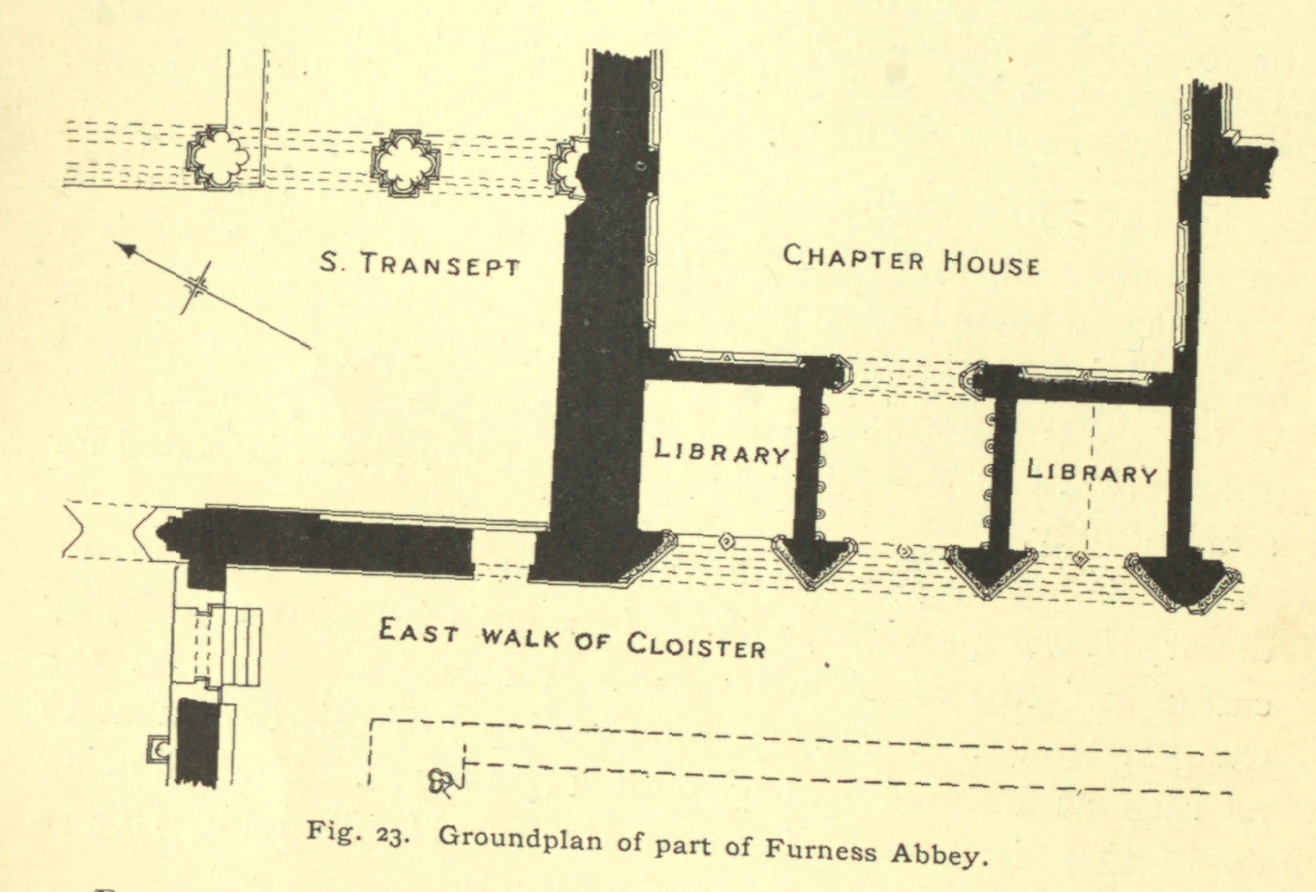 S. TRANSEPT
CHAPTER HOUSE
LIBRARY
LIBRARY
EAST WALK OF CLOISTER
Fig. 23. Groundplan of part of Furness Abbey.